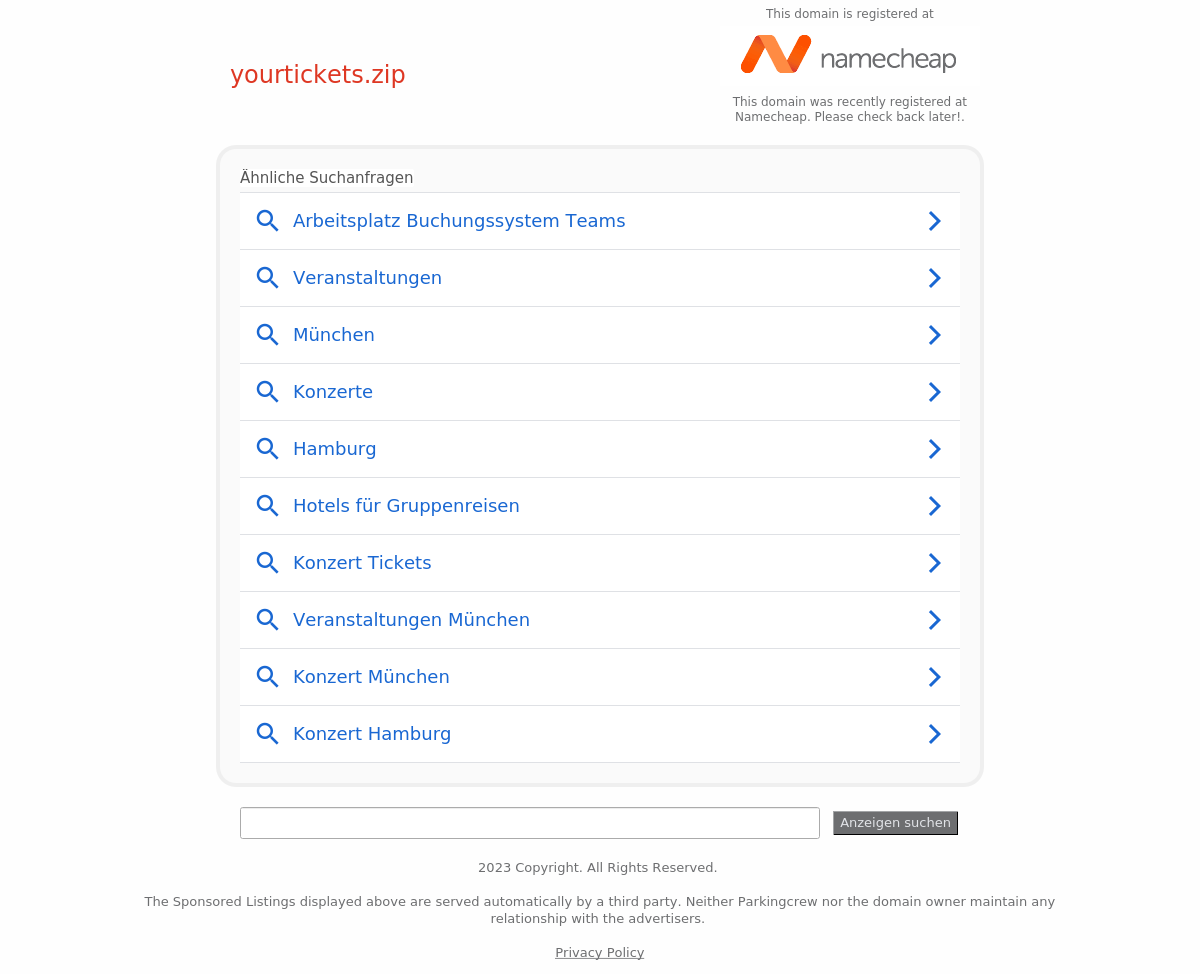 This domain is registered at
namecheap
yourtickets.zip
This domain was recently registered at
Namecheap. Please check back later!.
Ähnliche Suchanfragen
Arbeitsplatz Buchungssystem Teams
Veranstaltungen
München
Konzerte
Hamburg
Hotels für Gruppenreisen
Konzert Tickets
Veranstaltungen München
Konzert München
Konzert Hamburg
Anzeigen suchen
2023 Copyright. All Rights Reserved.
The Sponsored Listings displayed above are served automatically by a third party. Neither Parkingcrew nor the domain owner maintain any
relationship with the advertisers.
Privacy Policy